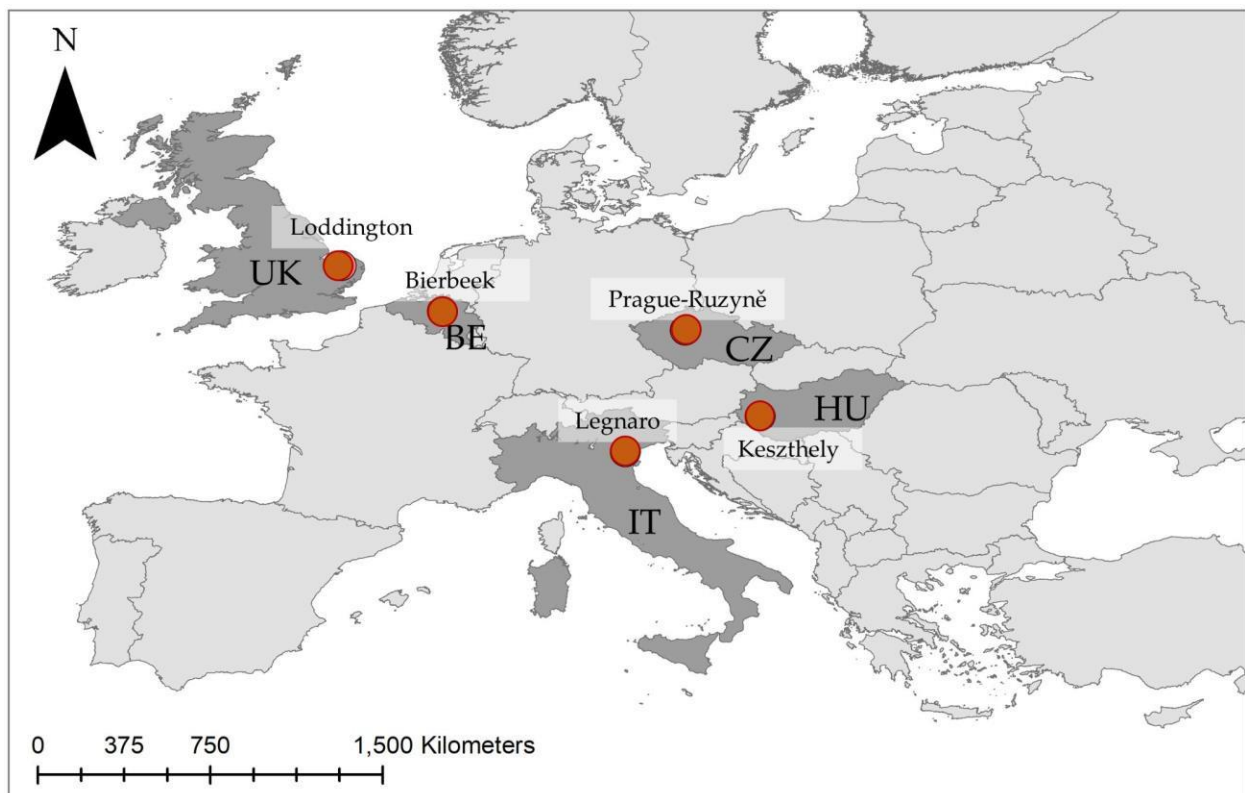 N
Loddington
UK
Bierbeek
BE
Prague-Ruzyně
CZ
HU
Legnaro
Keszthely
IT
0 375 750 1,500 Kilometers